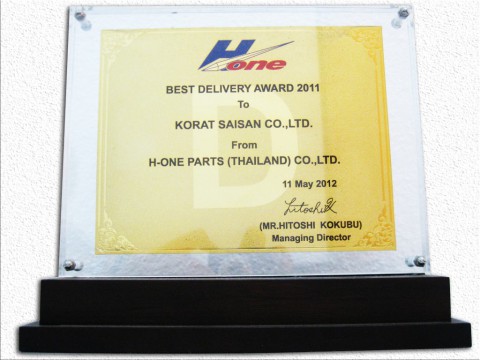 H-one
BEST DELIVERY AWARD 2011
To
KORAT SAISAN CO.,LTD.
From
H-ONE PARTS (THAILAND) CO.,LTD.
11 May 2012
Hitoshi K
(MR.HITOSHI KOKUBU)
Managing Director
D